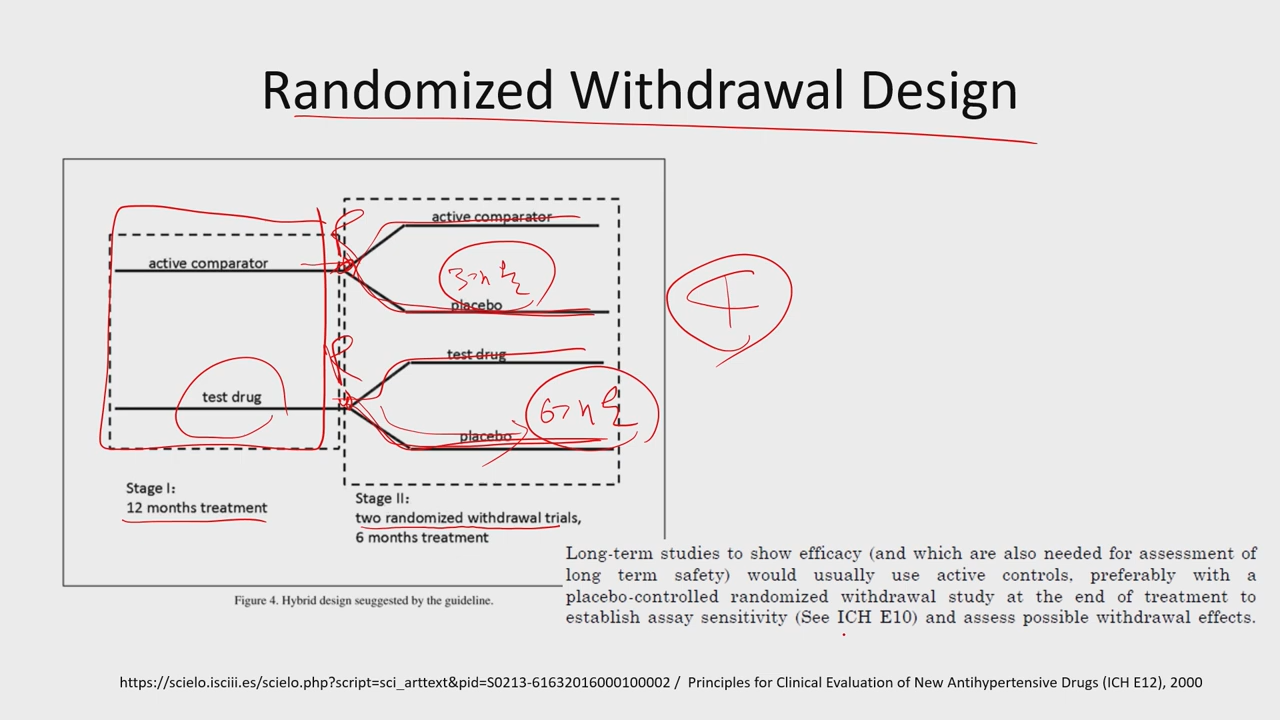 Randomized Withdrawal Design
active comparator
active comparator
placebo
test drug
test drug
placebo
Stage I:
12 months treatment
Stage II:
two randomized withdrawal trials,
6 months treatment
Figure 4. Hybrid design seuggested by the guideline.
Long-term studies to show efficacy (and which are also needed for assessment of
long term safety) would usually use active controls, preferably with a
placebo-controlled randomized withdrawal study at the end of treatment to
establish assay sensitivity (See ICH E10) and assess possible withdrawal effects.
https://scielo.isciii.es/scielo.php?script=sci_arttext&pid=S0213-61632016000100002 / Principles for Clinical Evaluation of New Antihypertensive Drugs (ICH E12), 2000